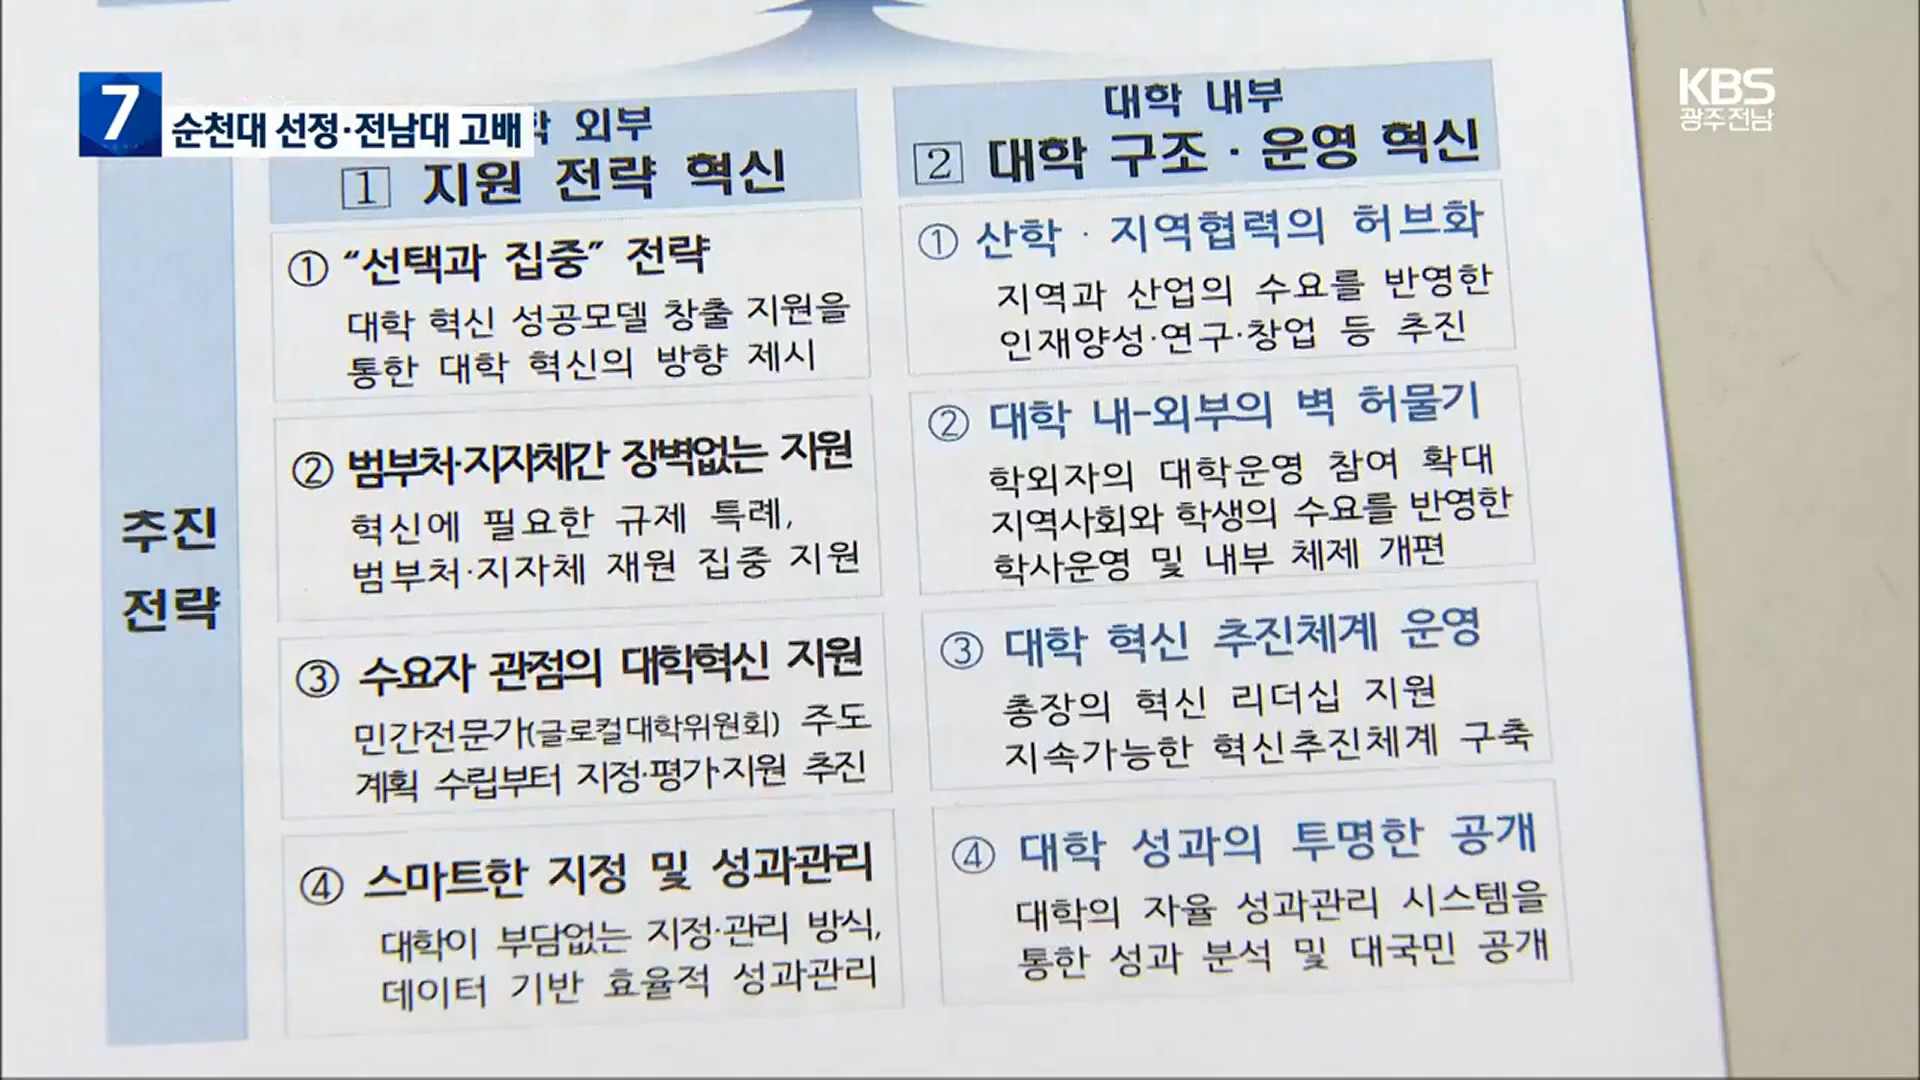 7 순천대 선정·전남대 고배
KBS
광주전남
외부
1 지원 전략 혁신
① “선택과 집중” 전략
대학 혁신 성공모델 창출 지원을
통한 대학 혁신의 방향 제시
② 범부처·지자체간 장벽없는 지원
혁신에 필요한 규제 특례,
범부처·지자체 재원 집중 지원
③ 수요자 관점의 대학혁신 지원
민간전문가(글로컬대학위원회) 주도
계획 수립부터 지정·평가·지원 추진
④ 스마트한 지정 및 성과관리
대학이 부담없는 지정·관리 방식,
데이터 기반 효율적 성과관리
대학 내부
2 대학 구조·운영 혁신
① 산학·지역협력의 허브화
지역과 산업의 수요를 반영한
인재양성·연구·창업 등 추진
② 대학 내-외부의 벽 허물기
학외자의 대학운영 참여 확대
지역사회와 학생의 수요를 반영한
학사운영 및 내부 체제 개편
③ 대학 혁신 추진체계 운영
총장의 혁신 리더십 지원
지속가능한 혁신추진체계 구축
④ 대학 성과의 투명한 공개
대학의 자율 성과관리 시스템을
통한 성과 분석 및 대국민 공개
추진
전략